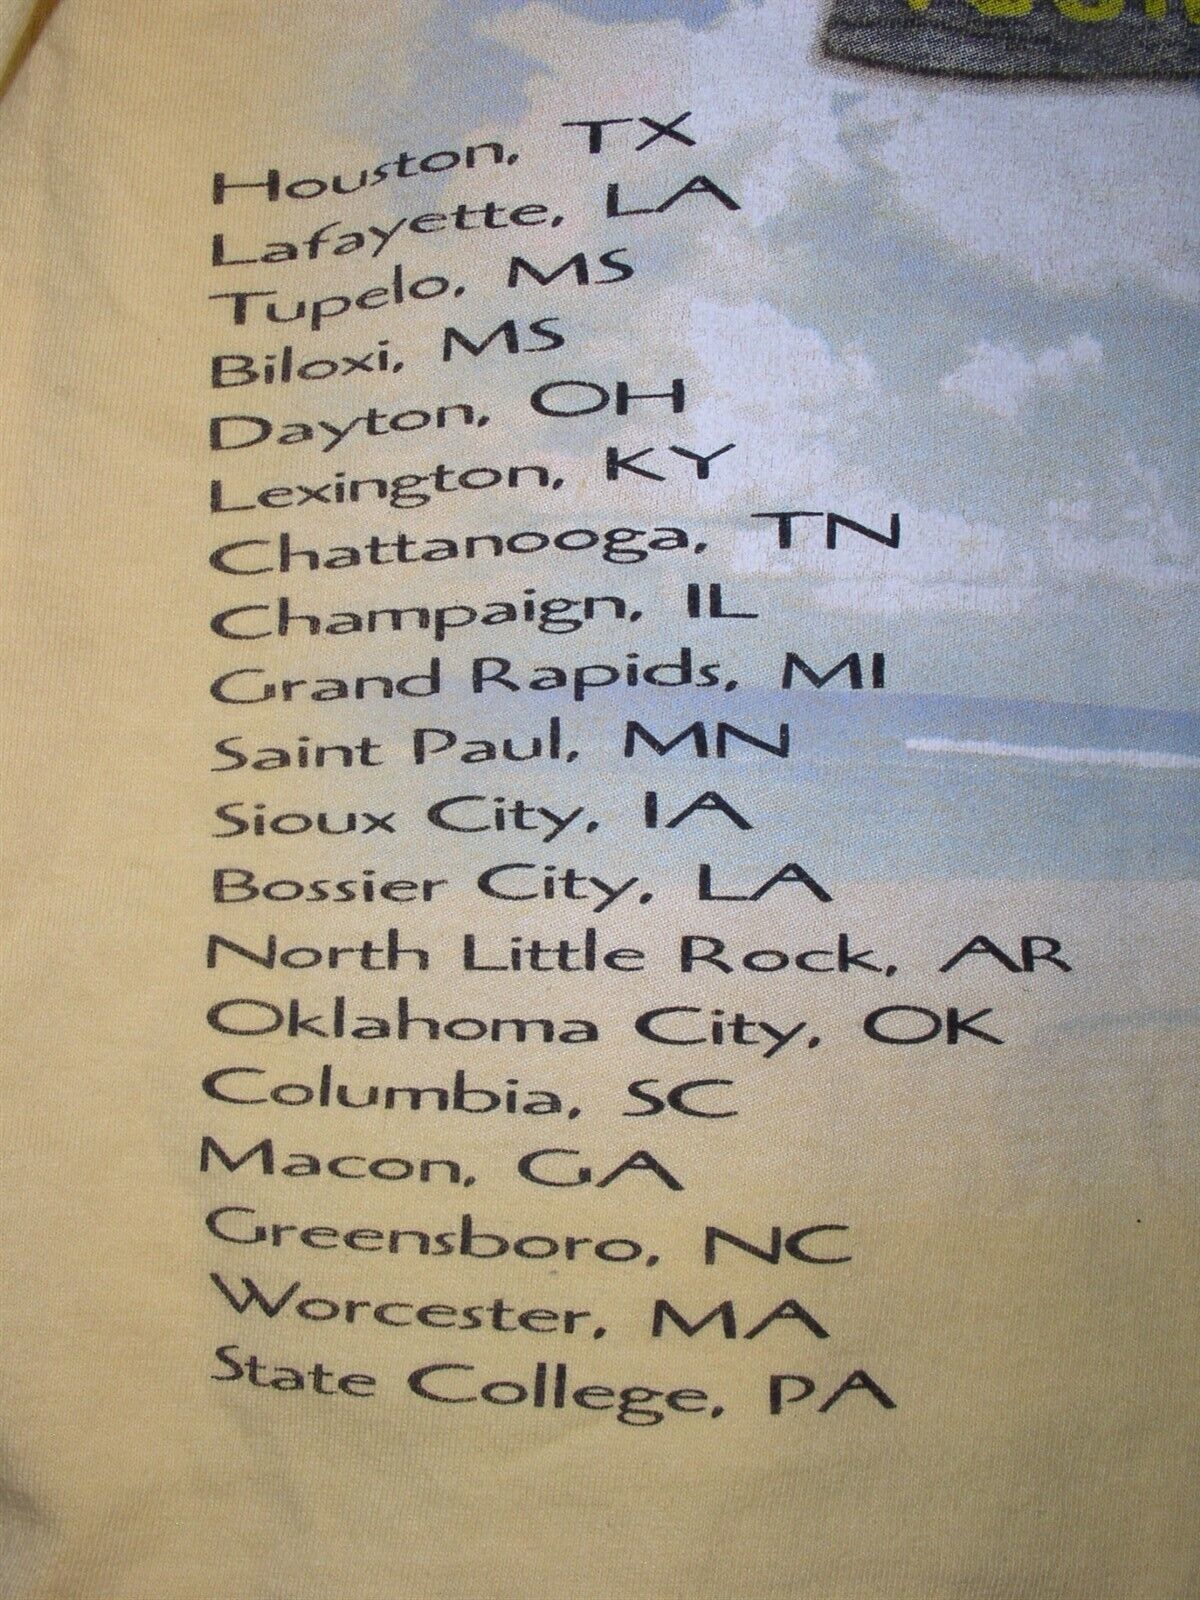 Houston, TX
Lafayette, LA
Tupelo, MS
Biloxi, MS
Dayton, OH
Lexington, KY
Chattanooga, TN
Champaign, IL
Grand Rapids, MI
Saint Paul, MN
Sioux City, IA
Bossier City, LA
North Little Rock, AR
Oklahoma City, OK
Columbia, SC
Macon, GA
Greensboro, NC
Worcester, MA
State College, PA